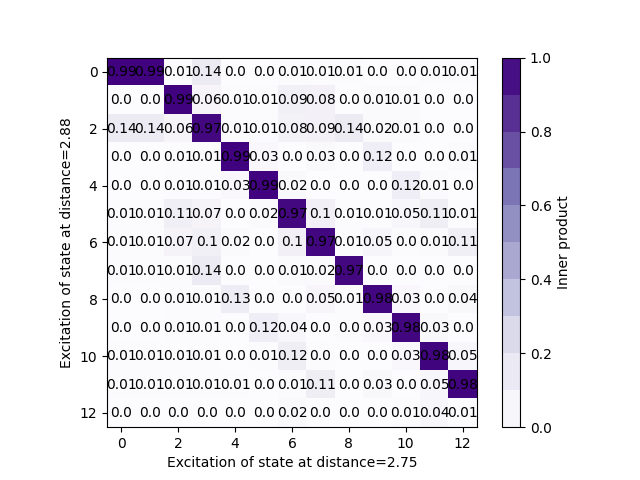 0 0.99 0.99 0.01 0.14 0.0 0.0 0.01 0.01 0.01 0.0 0.0 0.01 0.01 1.0
0.0 0.0 0.99 0.06 0.01 0.01 0.09 0.08 0.0 0.01 0.01 0.0 0.0
2 0.14 0.14 0.06 0.97 0.01 0.01 0.08 0.09 0.14 0.02 0.01 0.0 0.0 0.8
0.0 0.0 0.01 0.01 0.99 0.03 0.0 0.03 0.0 0.12 0.0 0.0 0.01
4 0.0 0.0 0.01 0.01 0.03 0.99 0.02 0.0 0.0 0.0 0.12 0.01 0.0
0.01 0.01 0.11 0.07 0.0 0.02 0.97 0.1 0.01 0.01 0.05 0.11 0.01 0.6
6 0.01 0.01 0.07 0.1 0.02 0.0 0.1 0.97 0.01 0.05 0.0 0.01 0.11
0.01 0.01 0.01 0.14 0.0 0.0 0.01 0.02 0.97 0.0 0.0 0.0 0.0 0.4
8 0.0 0.0 0.01 0.01 0.13 0.0 0.0 0.05 0.01 0.98 0.03 0.0 0.04
0.0 0.0 0.01 0.01 0.0 0.12 0.04 0.0 0.0 0.03 0.98 0.03 0.0
10 0.01 0.01 0.01 0.01 0.0 0.01 0.12 0.0 0.0 0.0 0.03 0.98 0.05 0.2
0.01 0.01 0.01 0.01 0.01 0.0 0.01 0.11 0.0 0.03 0.0 0.05 0.98
12 0.0 0.0 0.0 0.0 0.0 0.0 0.02 0.0 0.0 0.0 0.01 0.04 0.01 0.0
0 2 4 6 8 10 12
Excitation of state at distance=2.75
Excitation of state at distance=2.88
Inner product